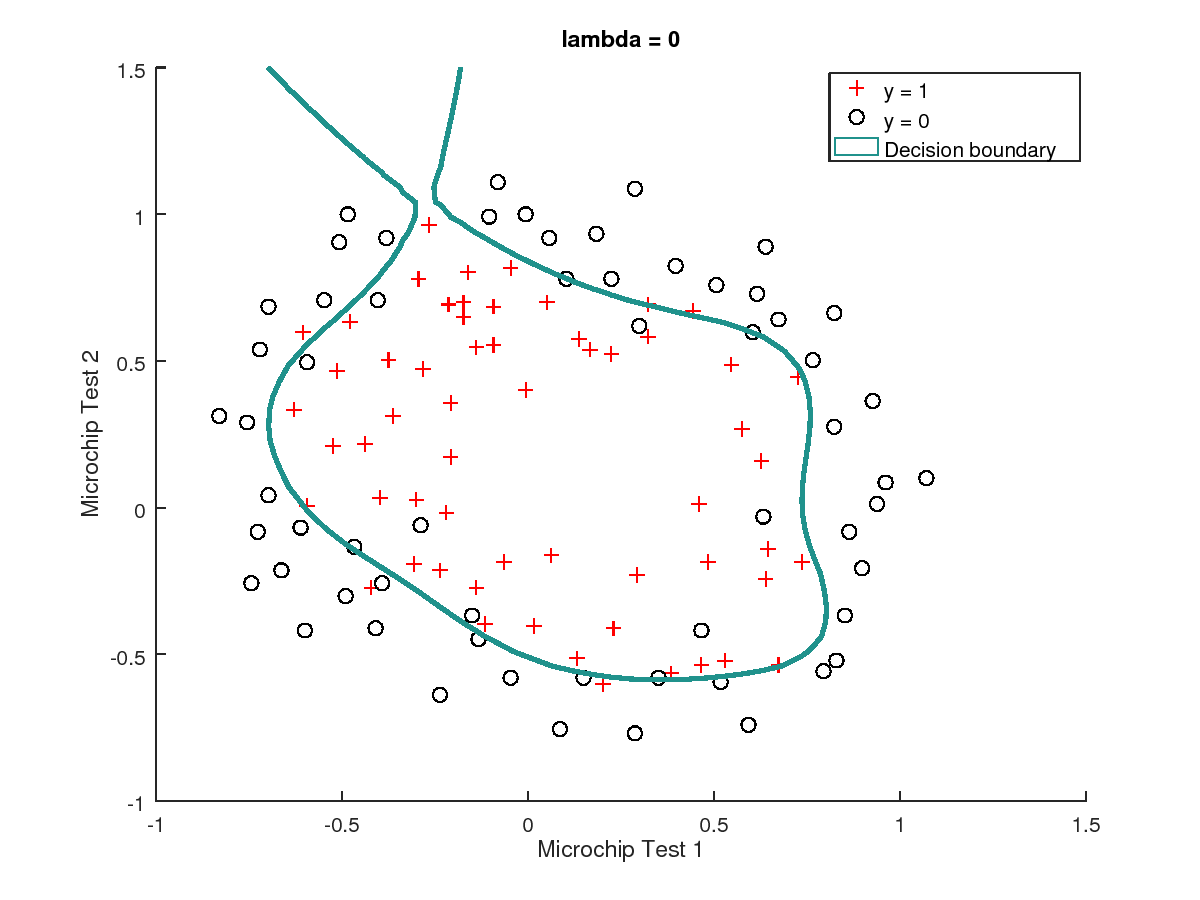 lambda = 0
1.5
1
0.5
0
-0.5
-1
Microchip Test 2
y = 1
y = 0
Decision boundary
-1
-0.5
0
0.5
1
1.5
Microchip Test 1